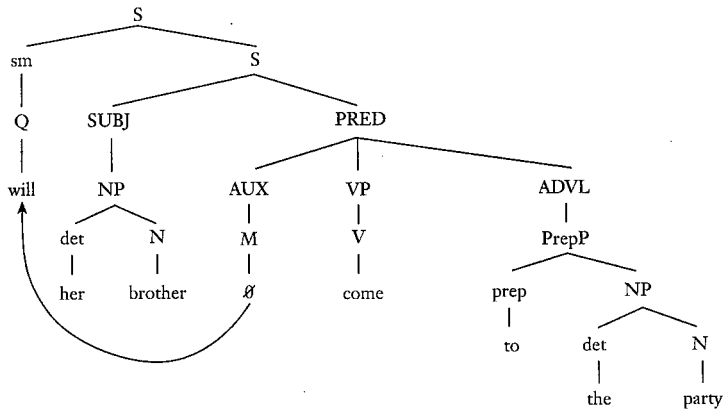 S
sm S
Q SUBJ PRED
will NP AUX VP ADVL
det N M V PrepP
her brother ∅ come prep NP
to det N
the party